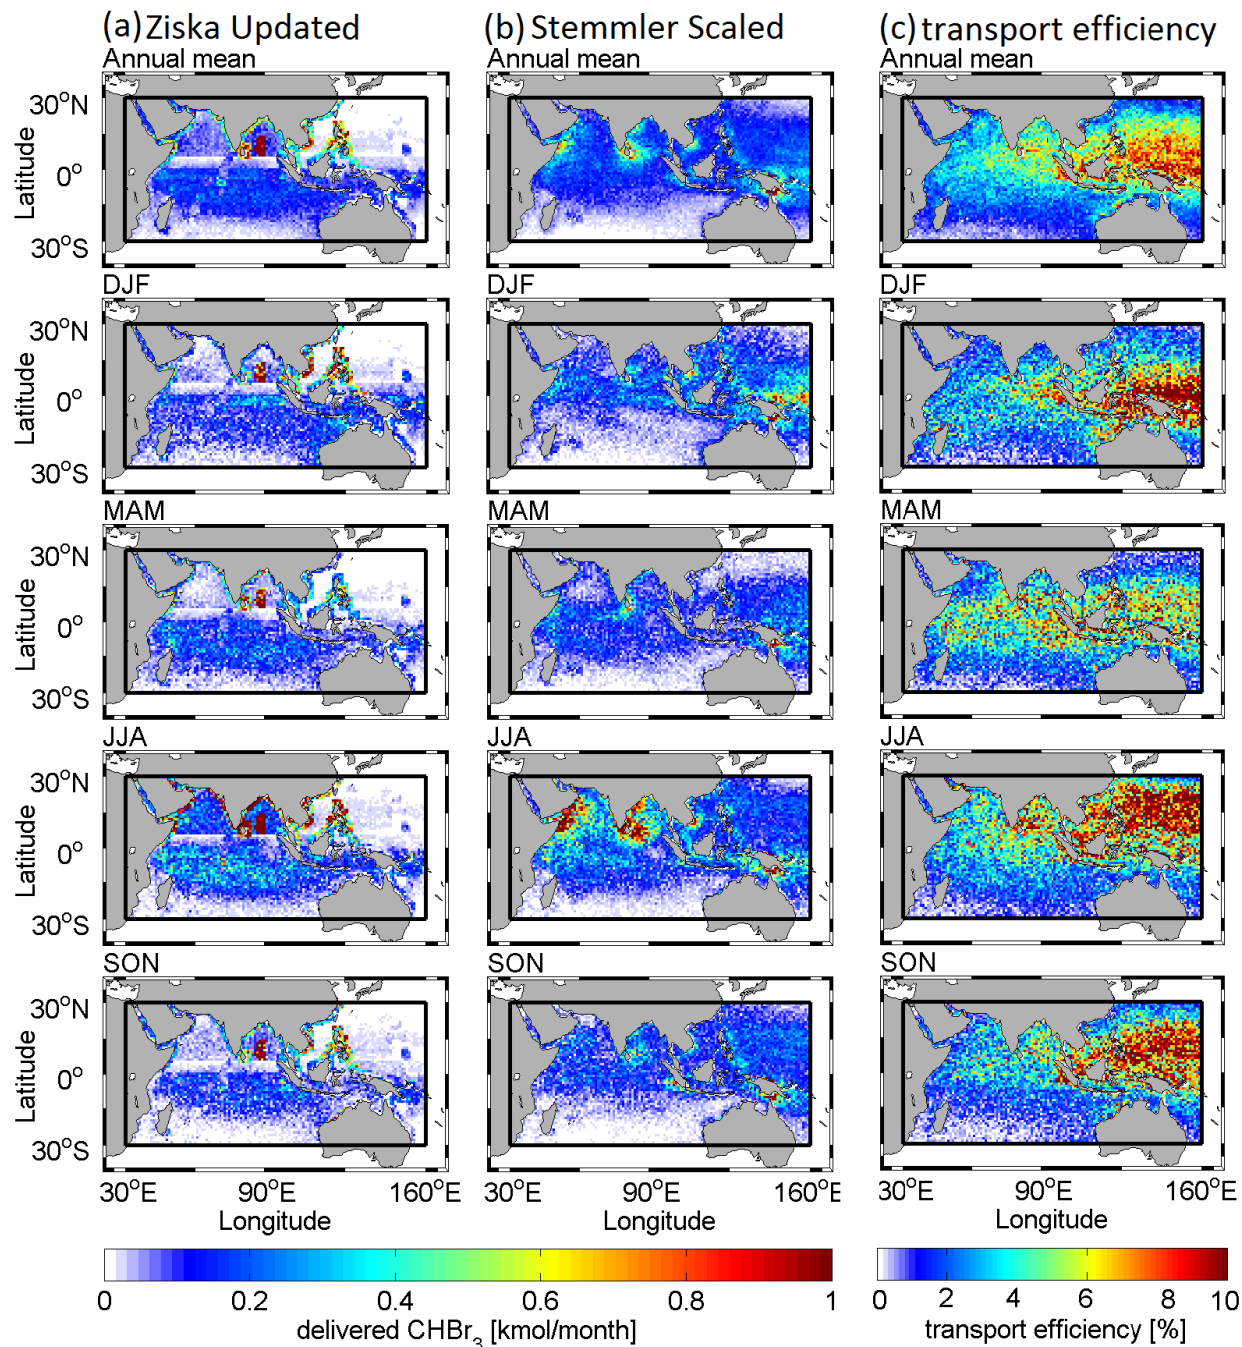 (a) Ziska Updated
(b) Stemmler Scaled
(c) transport efficiency
Annual mean
Annual mean
Annual mean
30°N
0°
30°S
Latitude
DJF
DJF
DJF
30°N
0°
30°S
Latitude
MAM
MAM
MAM
30°N
0°
30°S
Latitude
JJA
JJA
JJA
30°N
0°
30°S
Latitude
SON
SON
SON
30°N
0°
30°S
Latitude
30°E 90°E 160°E
30°E 90°E 160°E
30°E 90°E 160°E
Longitude
Longitude
Longitude
0 0.2 0.4 0.6 0.8 1
delivered CHBr3 [kmol/month]
0 2 4 6 8 10
transport efficiency [%]